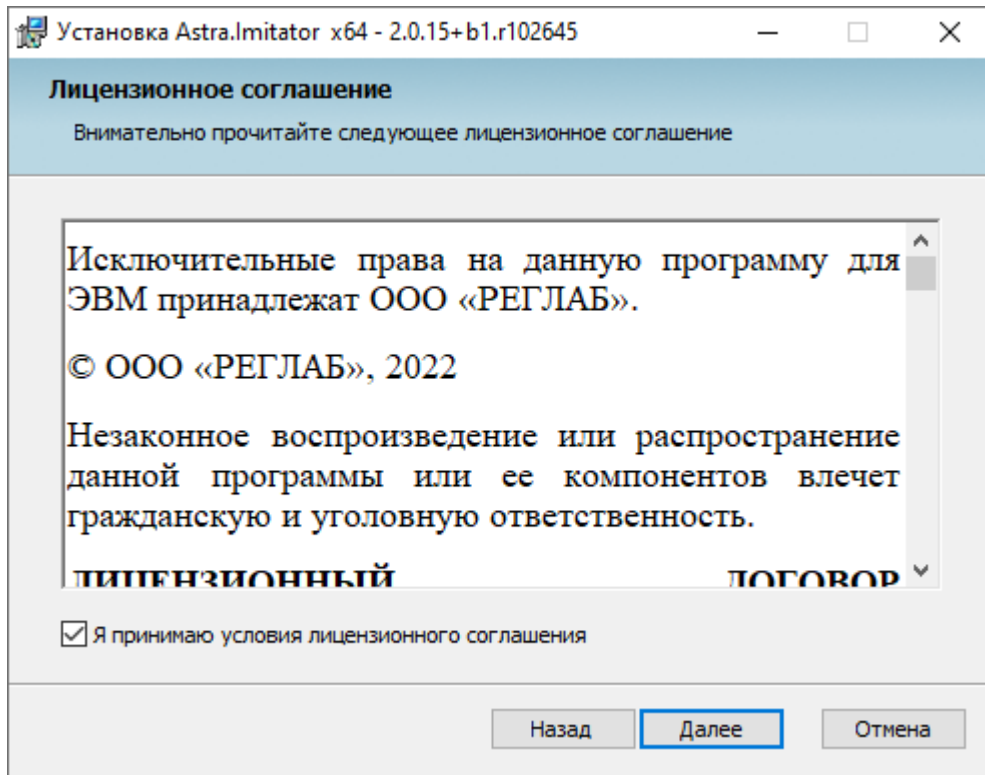 Установка Astra.Imitator x64 - 2.0.15+b1.r102645
Лицензионное соглашение
Внимательно прочитайте следующее лицензионное соглашение
Исключительные права на данную программу для
ЭВМ принадлежат ООО «РЕГЛАБ».
© ООО «РЕГЛАБ», 2022
Незаконное воспроизведение или распространение
данной программы или ее компонентов влечет
гражданскую и уголовную ответственность.
ЛИЦЕНЗИОННЫЙ ДОГОВОР
Я принимаю условия лицензионного соглашения
Назад Далее Отмена